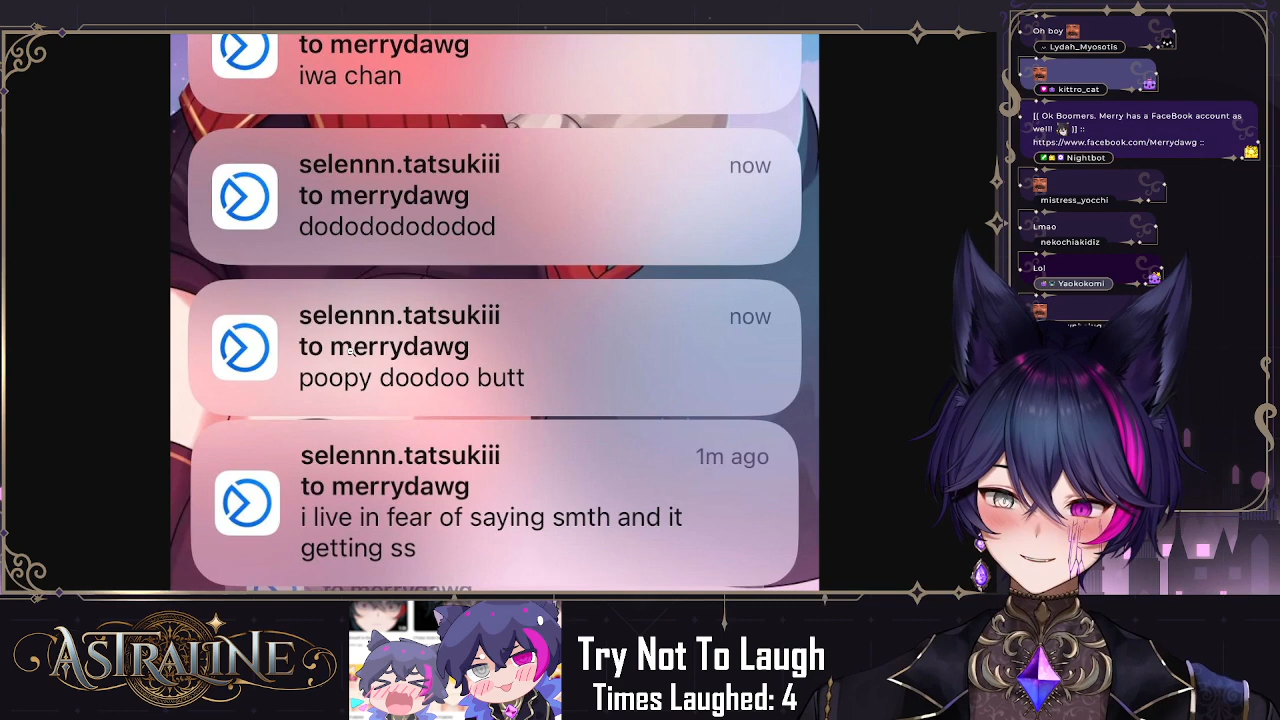 to merrydawg
iwa chan
selennn.tatsukiii
now
to merrydawg
dododododod
selennn.tatsukiii
now
to merrydawg
poopy doodoo butt
selennn.tatsukiii
1m ago
to merrydawg
i live in fear of saying smth and it
getting ss
to merrydawg
Oh boy
Lydah_Myosotis
kittro_cat
[( Ok Boomers. Merry has a FaceBook account as
well! )] ::
https://www.facebook.com/Merrydawg ::
Nightbot
mistress_yocchi
Lmao
nekochiakidiz
Lol
Yaokokomi
ASTRALINE
Try Not To Laugh
Times Laughed: 4